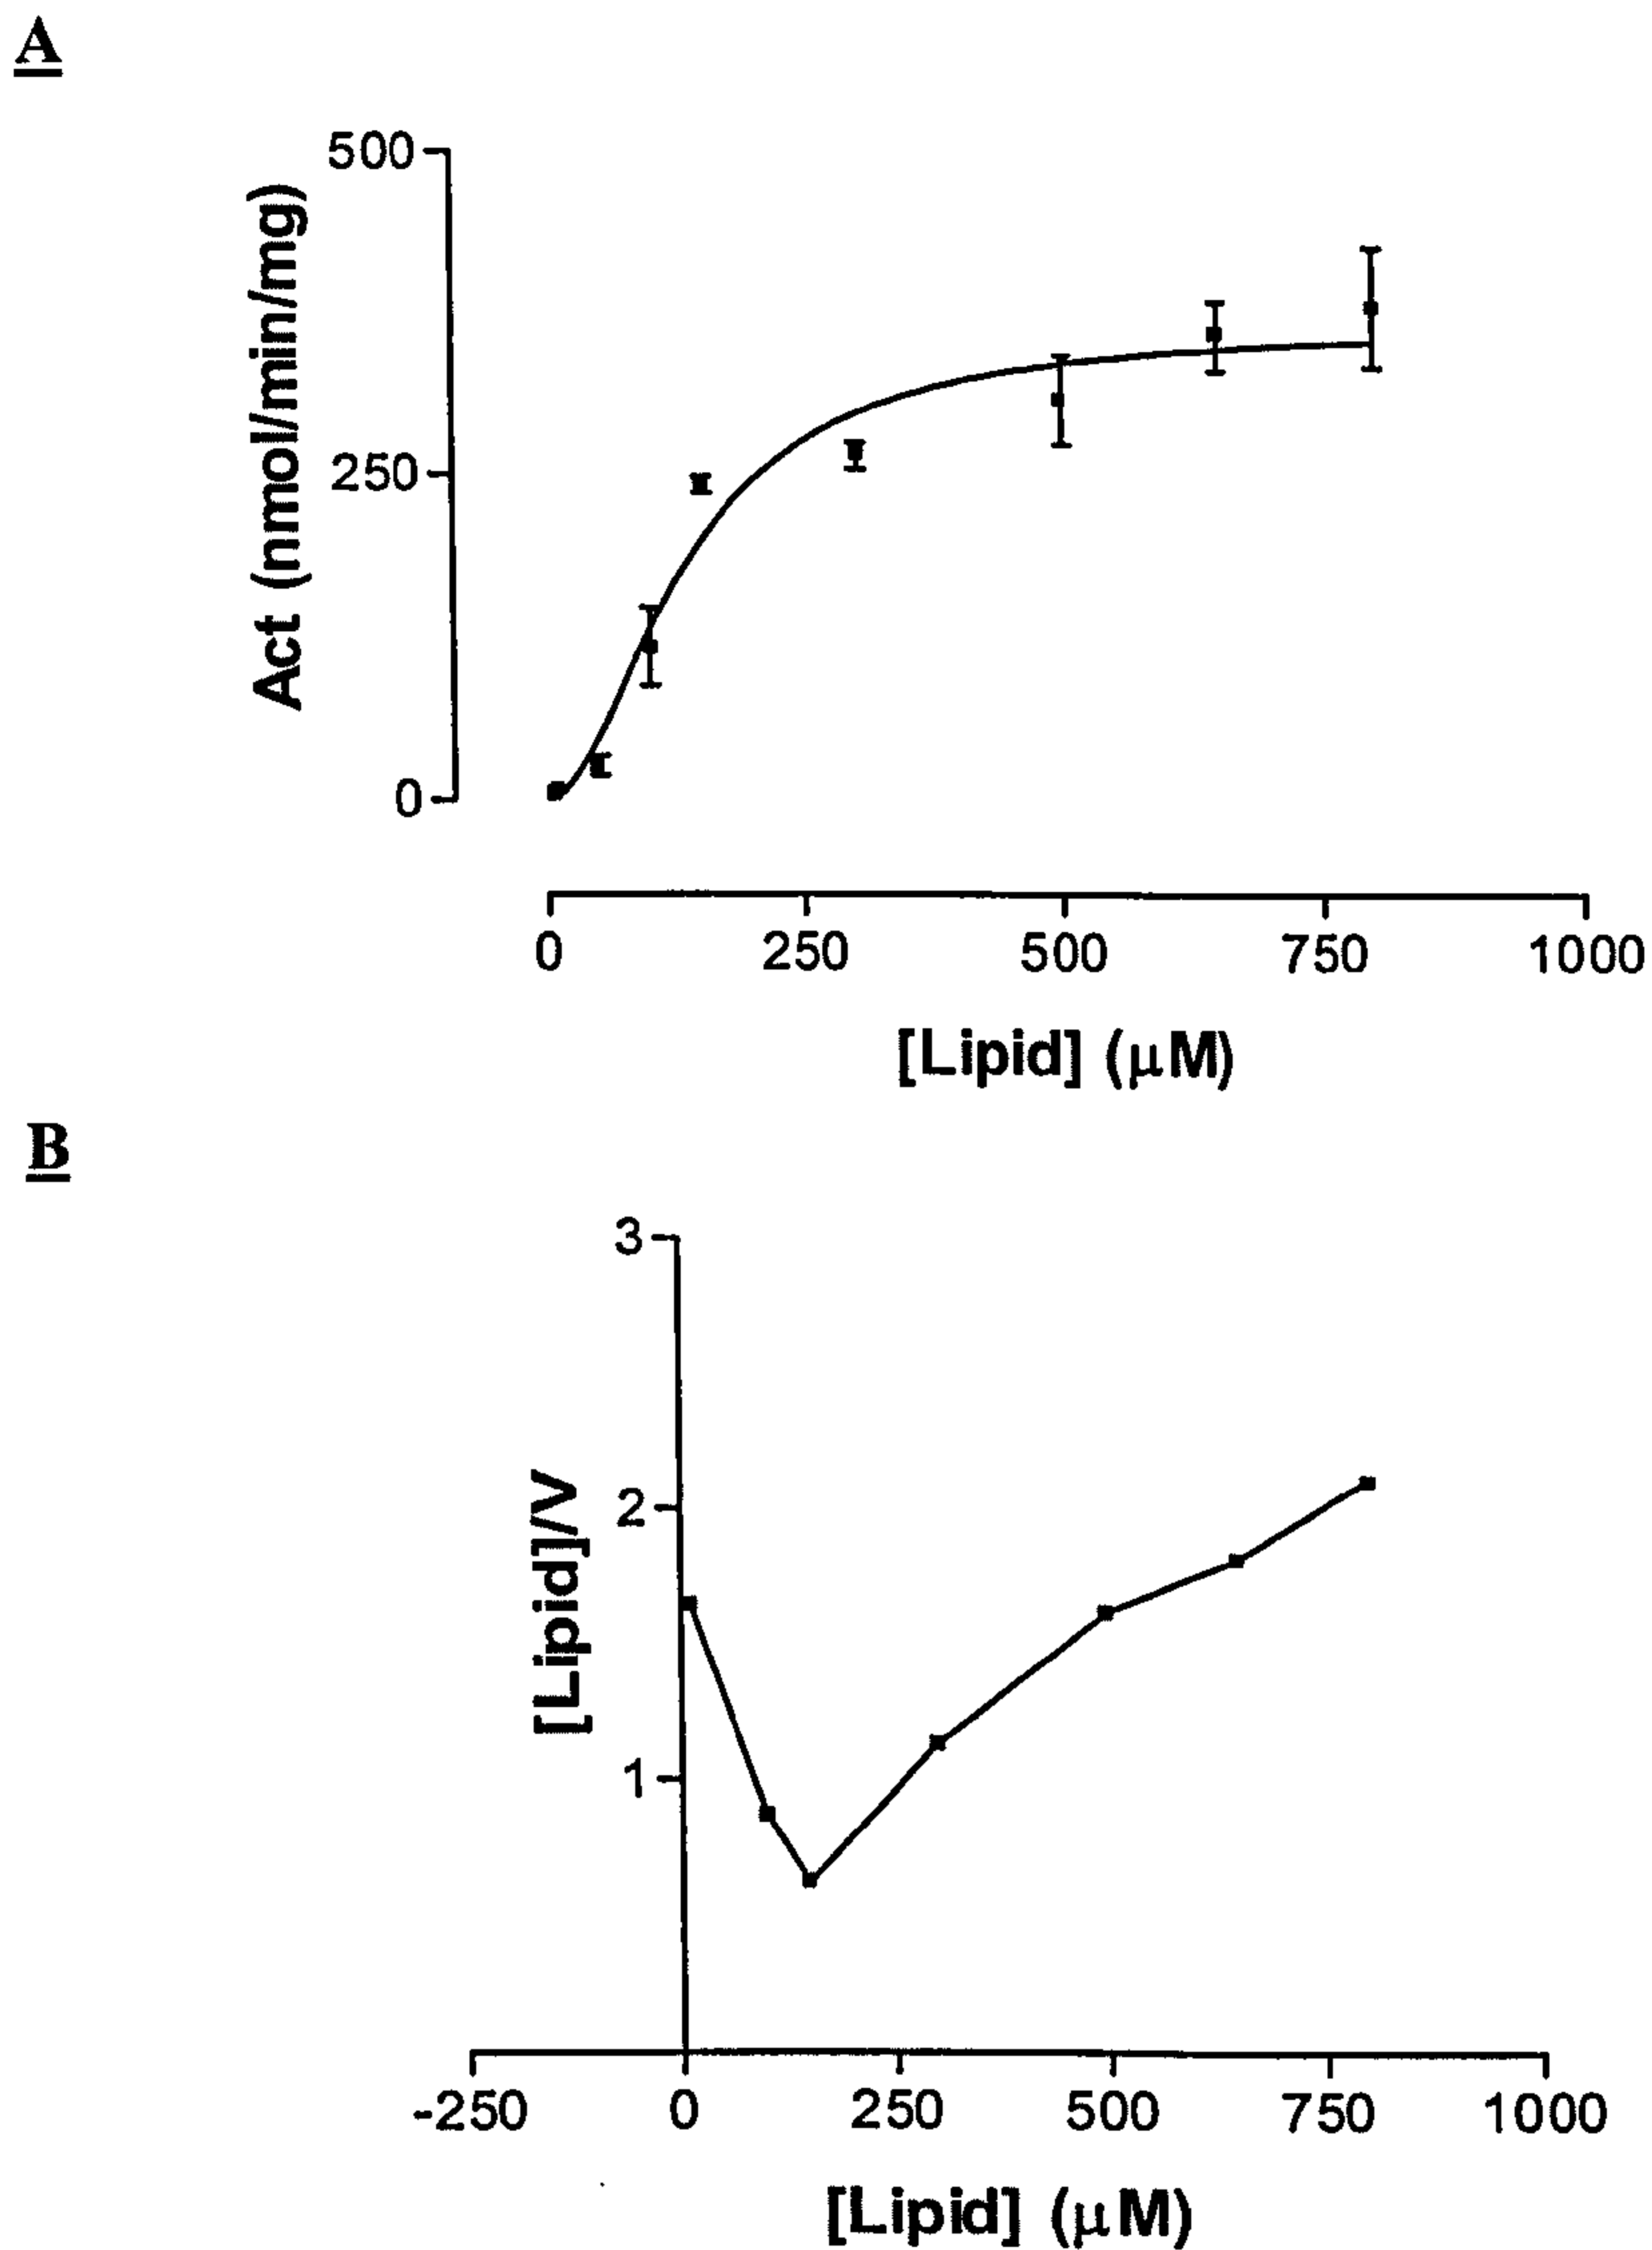 A
500
250
0
Act (nmol/min/mg)
0 250 500 750 1000
[Lipid] (μM)
B
3
2
1
[Lipid]/V
-250 0 250 500 750 1000
[Lipid] (μM)